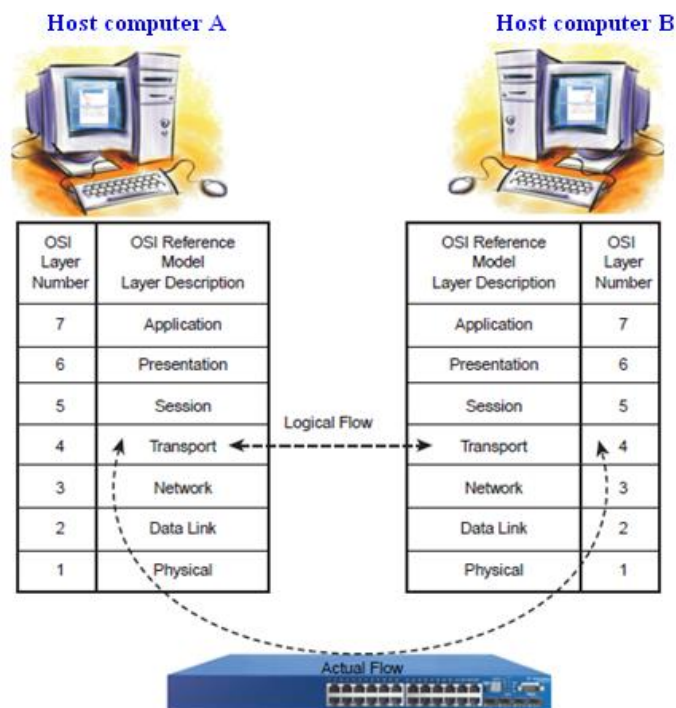 Host computer A
Host computer B
OSI Layer Number
OSI Reference Model Layer Description
7 Application
6 Presentation
5 Session
4 Transport
3 Network
2 Data Link
1 Physical
Logical Flow
OSI Reference Model Layer Description
OSI Layer Number
Application 7
Presentation 6
Session 5
Transport 4
Network 3
Data Link 2
Physical 1
Actual Flow